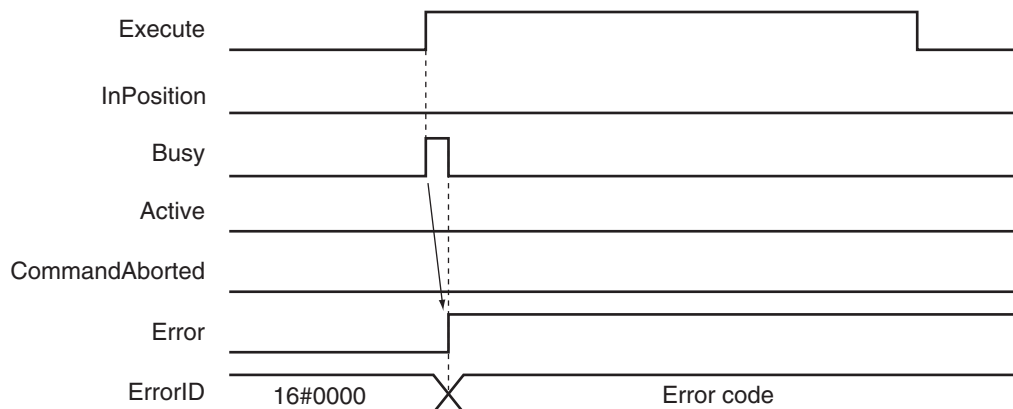 Execute
InPosition
Busy
Active
CommandAborted
Error
ErrorID 16#0000 Error code